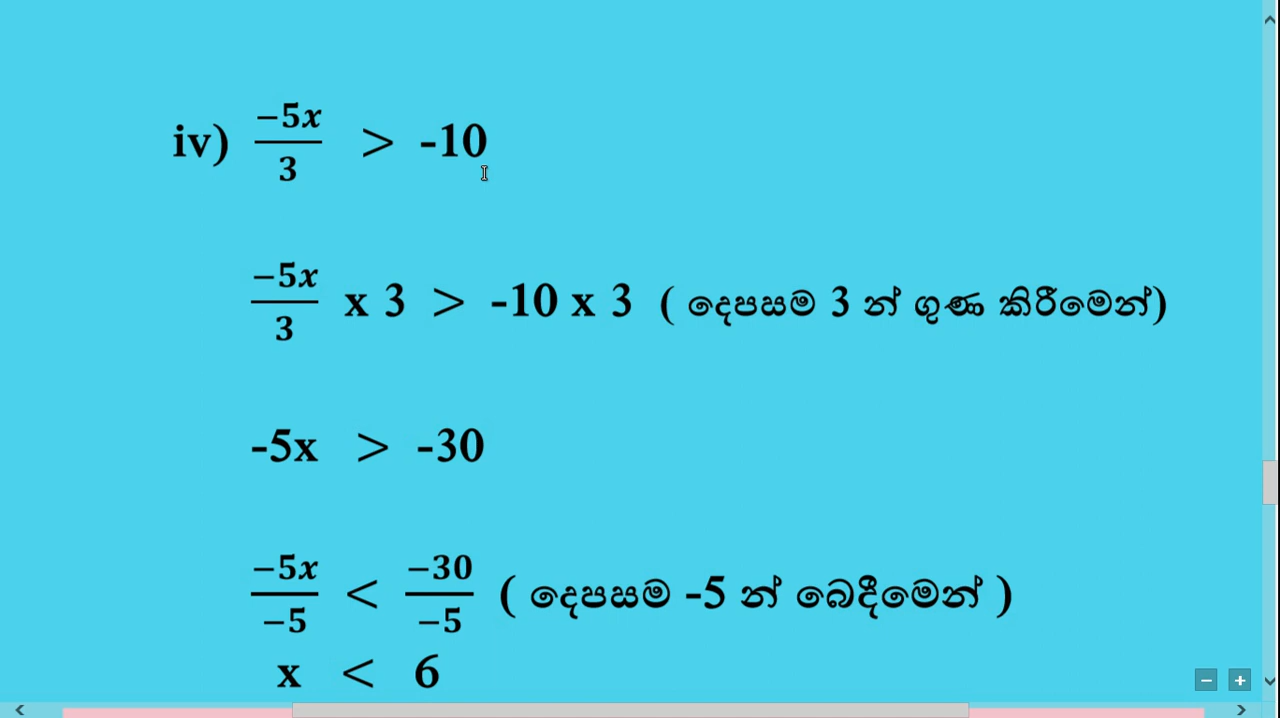 iv) −5x/3 > -10
−5x/3 x 3 > -10 x 3 ( දෙපසම 3 න් ගුණ කිරීමෙන්)
-5x > -30
−5x/−5 < −30/−5 ( දෙපසම -5 න් බෙදීමෙන් )
x < 6